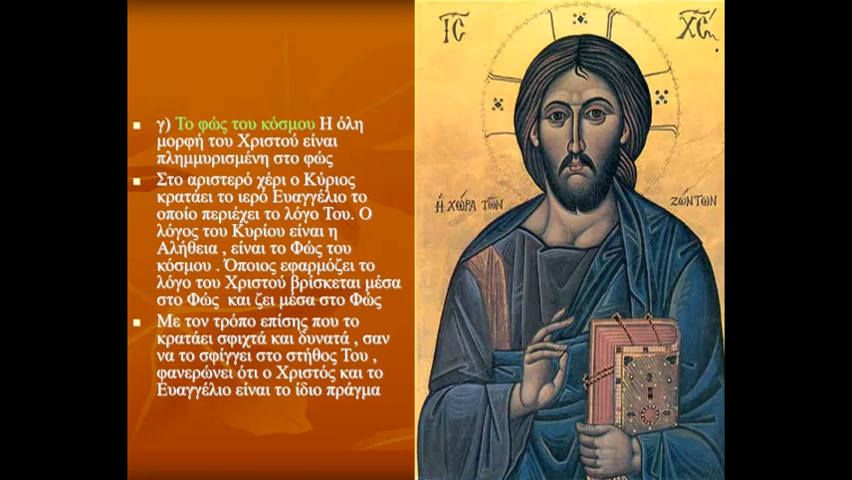 γ) Το φώς του κόσμου Η όλη
μορφή του Χριστού είναι
πλημμυρισμένη στο φώς
Στο αριστερό χέρι ο Κύριος
κρατάει το ιερό Ευαγγέλιο το
οποίο περιέχει το λόγο Του. Ο
λόγος του Κυρίου είναι η
Αλήθεια , είναι το Φώς του
κόσμου . Όποιος εφαρμόζει το
λόγο του Χριστού βρίσκεται μέσα
στο Φώς και ζει μέσα στο Φώς
Με τον τρόπο επίσης που το
κρατάει σφιχτά και δυνατά , σαν
να το σφίγγει στο στήθος Του ,
φανερώνει ότι ο Χριστός και το
Ευαγγέλιο είναι το ίδιο πράγμα
ΙC ΧC
Ἡ ΧΏΡΑ ΤῶΝ ΖΏΝΤΩΝ